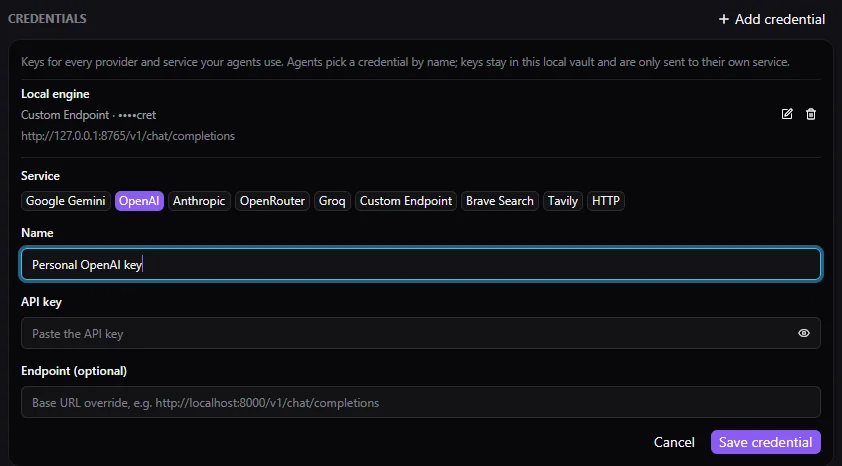 CREDENTIALS
+ Add credential
Keys for every provider and service your agents use. Agents pick a credential by name; keys stay in this local vault and are only sent to their own service.
Local engine
Custom Endpoint · ••••cret
http://127.0.0.1:8765/v1/chat/completions
Service
Google Gemini OpenAI Anthropic OpenRouter Groq Custom Endpoint Brave Search Tavily HTTP
Name
Personal OpenAI key
API key
Paste the API key
Endpoint (optional)
Base URL override, e.g. http://localhost:8000/v1/chat/completions
Cancel Save credential